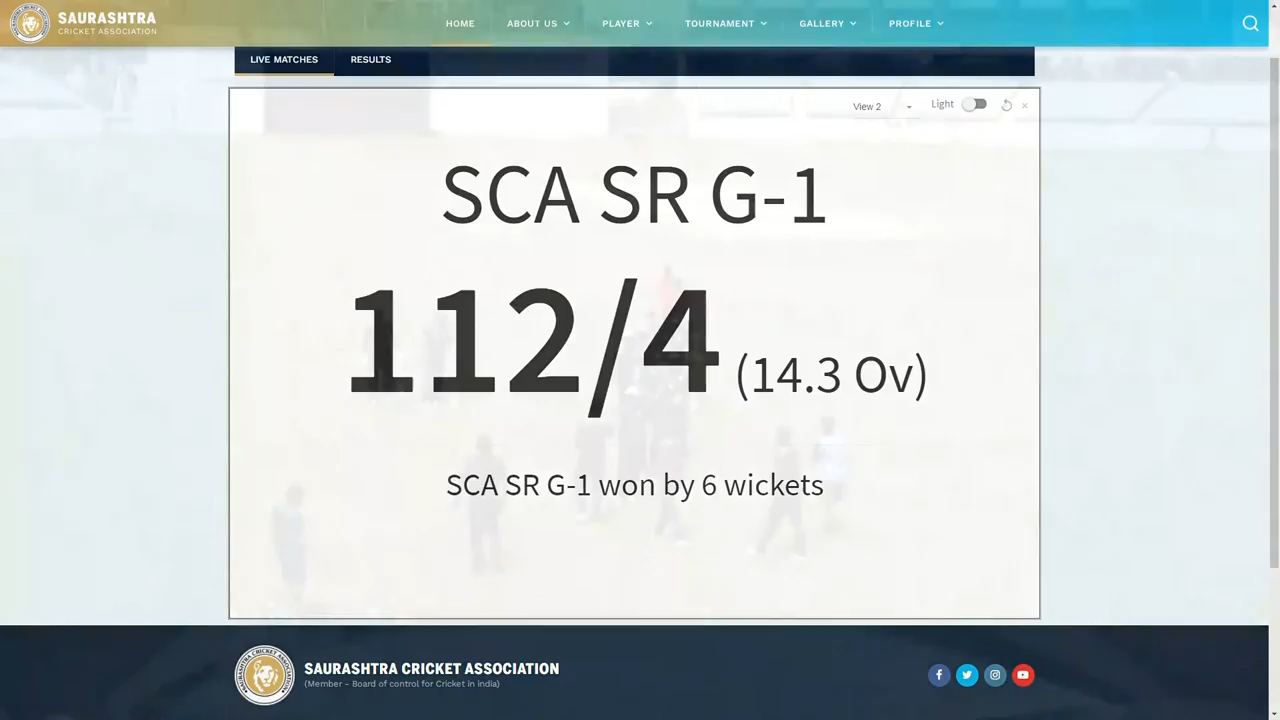 SAURASHTRA
CRICKET ASSOCIATION
HOME ABOUT US PLAYER TOURNAMENT GALLERY PROFILE
LIVE MATCHES RESULTS
View 2 Light
SCA SR G-1
112/4 (14.3 Ov)
SCA SR G-1 won by 6 wickets
SAURASHTRA CRICKET ASSOCIATION
(Member - Board of control for Cricket in india)